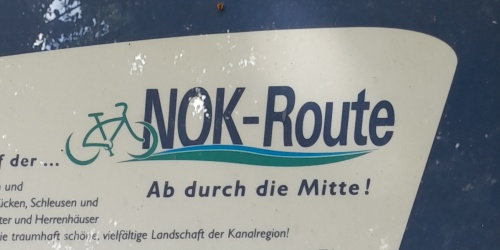 NOK-Route
f der ...
Ab durch die Mitte!
und
ücken, Schleusen und
ter und Herrenhäuser
ie traumhaft schöne, vielfältige Landschaft der Kanalregion!